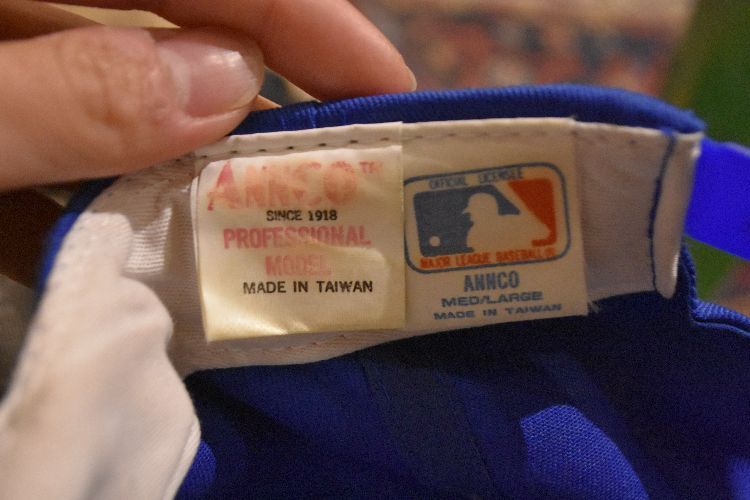 ANNCO™
SINCE 1918
PROFESSIONAL
MODEL
MADE IN TAIWAN
OFFICIAL LICENSEE
MAJOR LEAGUE BASEBALL®
ANNCO
MED/LARGE
MADE IN TAIWAN